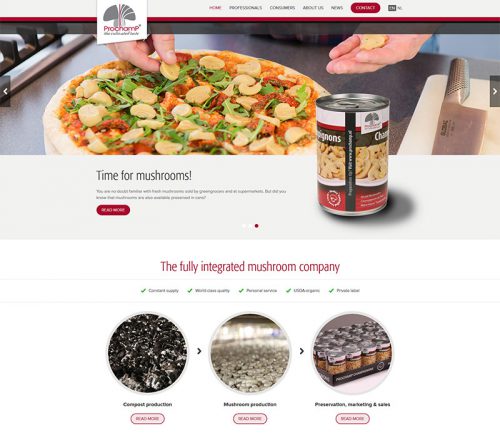 HOME PROFESSIONALS CONSUMERS ABOUT US NEWS CONTACT EN NL
Prochamp
the cultivated taste
Champignons
GLOBAL
Time for mushrooms!
You are no doubt familiar with fresh mushrooms sold by greengrocers and at supermarkets. But did you
know that mushrooms are also available preserved in cans?
READ MORE
The fully integrated mushroom company
Constant supply World class quality Personal service USDA organic Private label
PROCHAMP CHAMPIGNONS
Compost production Mushroom production Preservation, marketing & sales
READ MORE READ MORE READ MORE